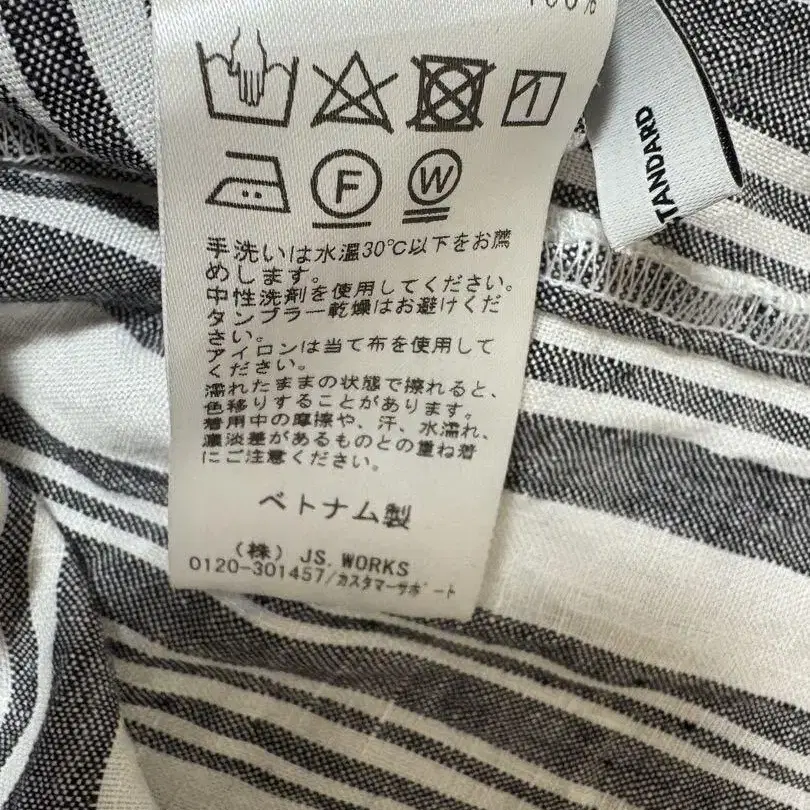 100%
TANDARD
F
W
手洗いは水温30℃以下をお薦
めします。
中性洗剤を使用してください。
タンブラー乾燥はお避けくだ
さい。
アイロンは当て布を使用して
ください。
濡れたままの状態で擦れると、
色移りすることがあります。
着用中の摩擦や、汗、水濡れ、
濃淡差があるものとの重ね着
にご注意ください。
ベトナム製
(株) JS. WORKS
0120-301457/カスタマーサポート